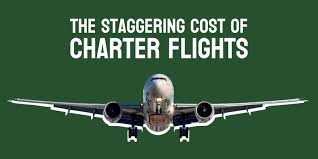 THE STAGGERING COST OF
CHARTER FLIGHTS